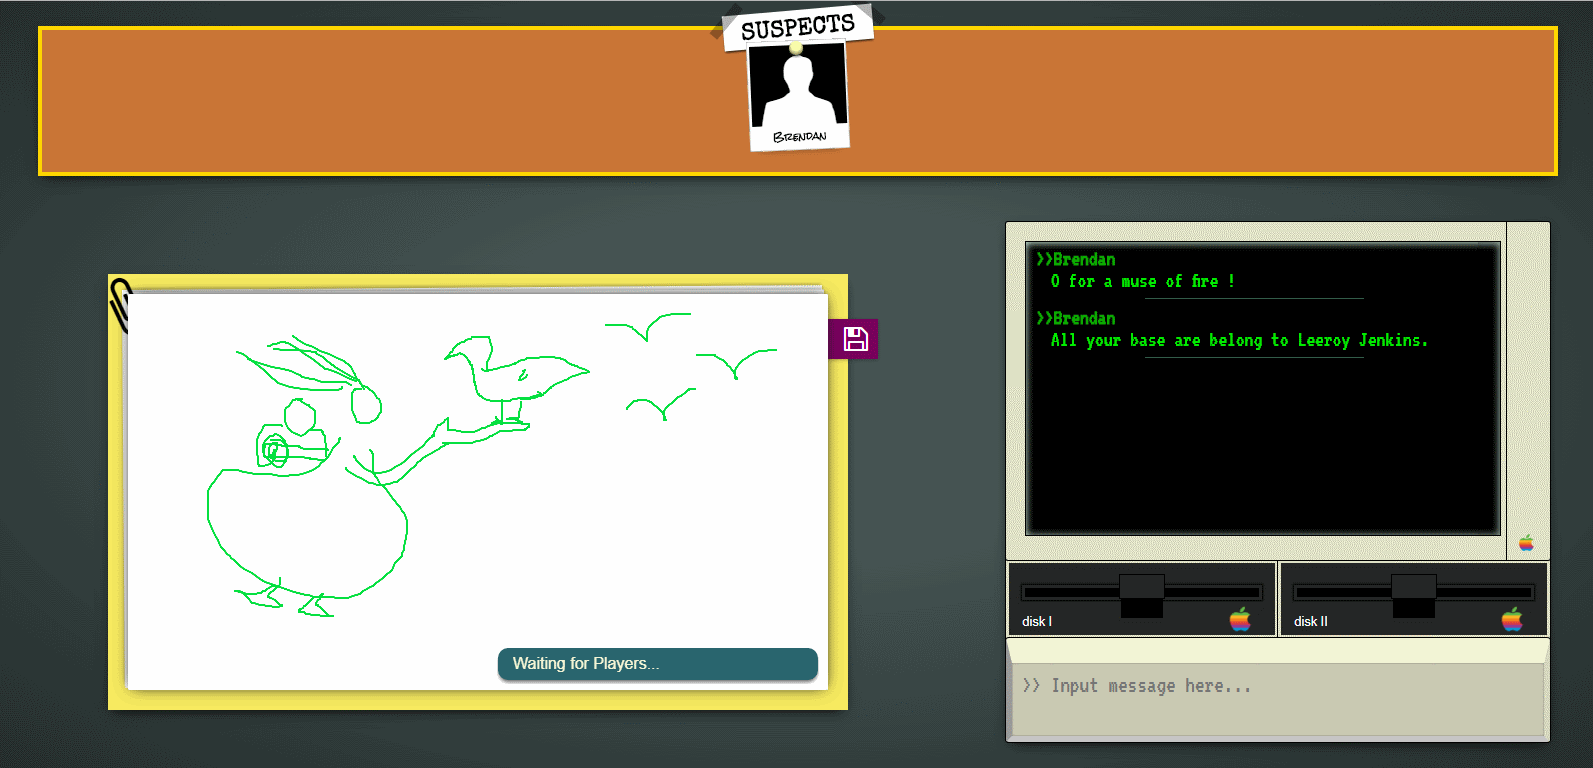 SUSPECTS
Brendan
>>Brendan
O for a muse of fire !
>>Brendan
All your base are belong to Leeroy Jenkins.
disk I
disk II
Waiting for Players...
>> Input message here...